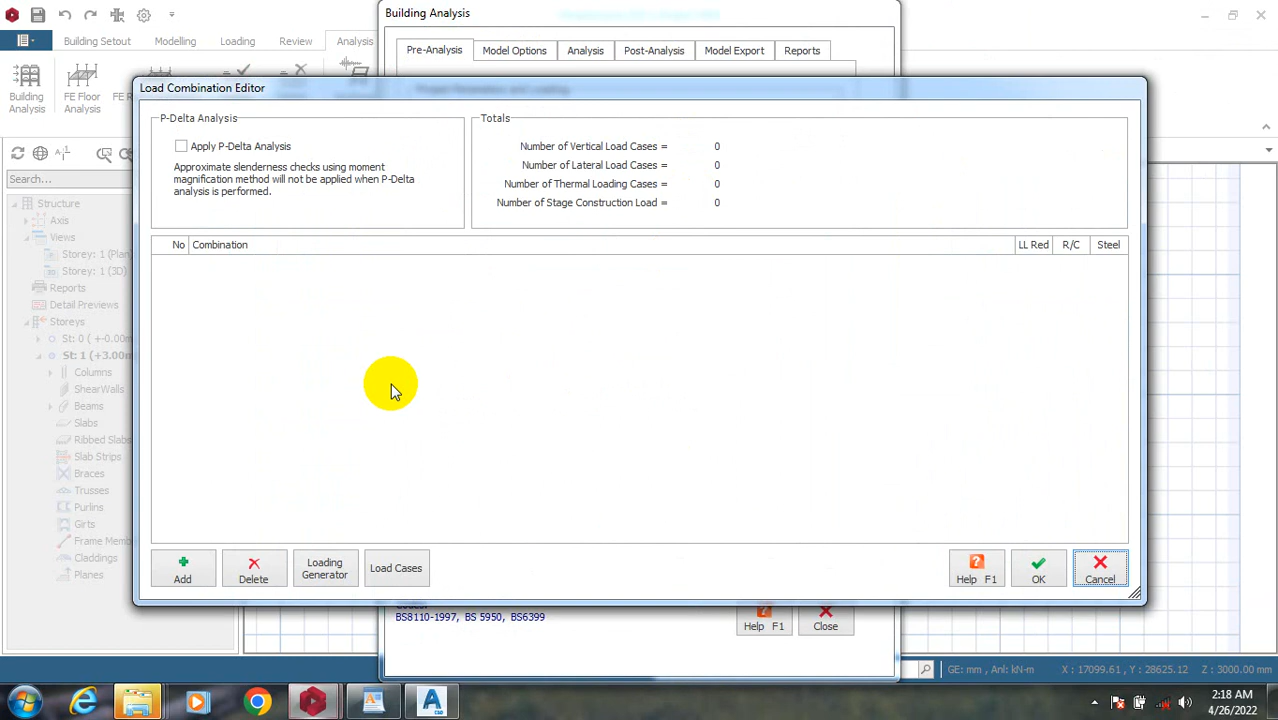 Building Analysis
Building Setout Modelling Loading Review Analysis
Pre-Analysis Model Options Analysis Post-Analysis Model Export Reports
Building
Analysis
FE Floor
Analysis
FE R
Load Combination Editor
P-Delta Analysis
Apply P-Delta Analysis
Approximate slenderness checks using moment
magnification method will not be applied when P-Delta
analysis is performed.
Totals
Number of Vertical Load Cases = 0
Number of Lateral Load Cases = 0
Number of Thermal Loading Cases = 0
Number of Stage Construction Load = 0
No Combination LL Red R/C Steel
Search...
Structure
Axis
Views
Storey: 1 (Plan)
Storey: 1 (3D)
Reports
Detail Previews
Storeys
St: 0 ( +-0.00m
St: 1 (+3.00m
Columns
ShearWalls
Beams
Slabs
Ribbed Slabs
Slab Strips
Braces
Trusses
Purlins
Girts
Frame Memb
Claddings
Planes
Add
Delete
Loading
Generator
Load Cases
Help F1
OK
Cancel
BS8110-1997, BS 5950, BS6399
Help F1
Close
GE: mm, Anl: kN-m X : 17099.61, Y : 28625.12 Z : 3000.00 mm
2:18 AM
4/26/2022